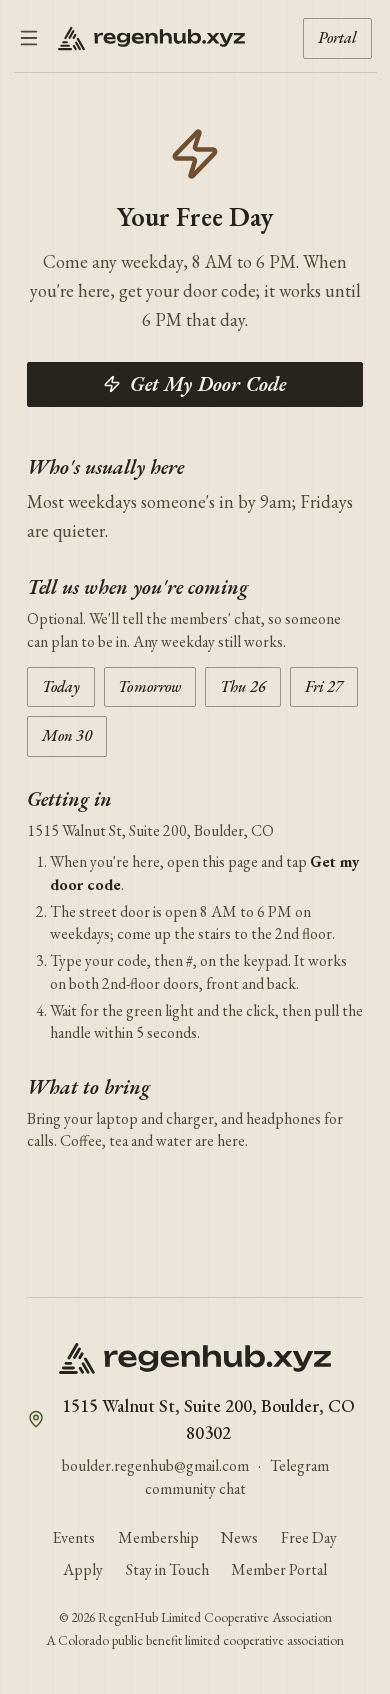 regenhub.xyz
Portal
Your Free Day
Come any weekday, 8 AM to 6 PM. When
you're here, get your door code; it works until
6 PM that day.
Get My Door Code
Who's usually here
Most weekdays someone's in by 9am; Fridays
are quieter.
Tell us when you're coming
Optional. We'll tell the members' chat, so someone
can plan to be in. Any weekday still works.
Today Tomorrow Thu 26 Fri 27
Mon 30
Getting in
1515 Walnut St, Suite 200, Boulder, CO
1. When you're here, open this page and tap Get my
door code.
2. The street door is open 8 AM to 6 PM on
weekdays; come up the stairs to the 2nd floor.
3. Type your code, then #, on the keypad. It works
on both 2nd-floor doors, front and back.
4. Wait for the green light and the click, then pull the
handle within 5 seconds.
What to bring
Bring your laptop and charger, and headphones for
calls. Coffee, tea and water are here.
regenhub.xyz
1515 Walnut St, Suite 200, Boulder, CO
80302
boulder.regenhub@gmail.com · Telegram
community chat
Events Membership News Free Day
Apply Stay in Touch Member Portal
© 2026 RegenHub Limited Cooperative Association
A Colorado public benefit limited cooperative association